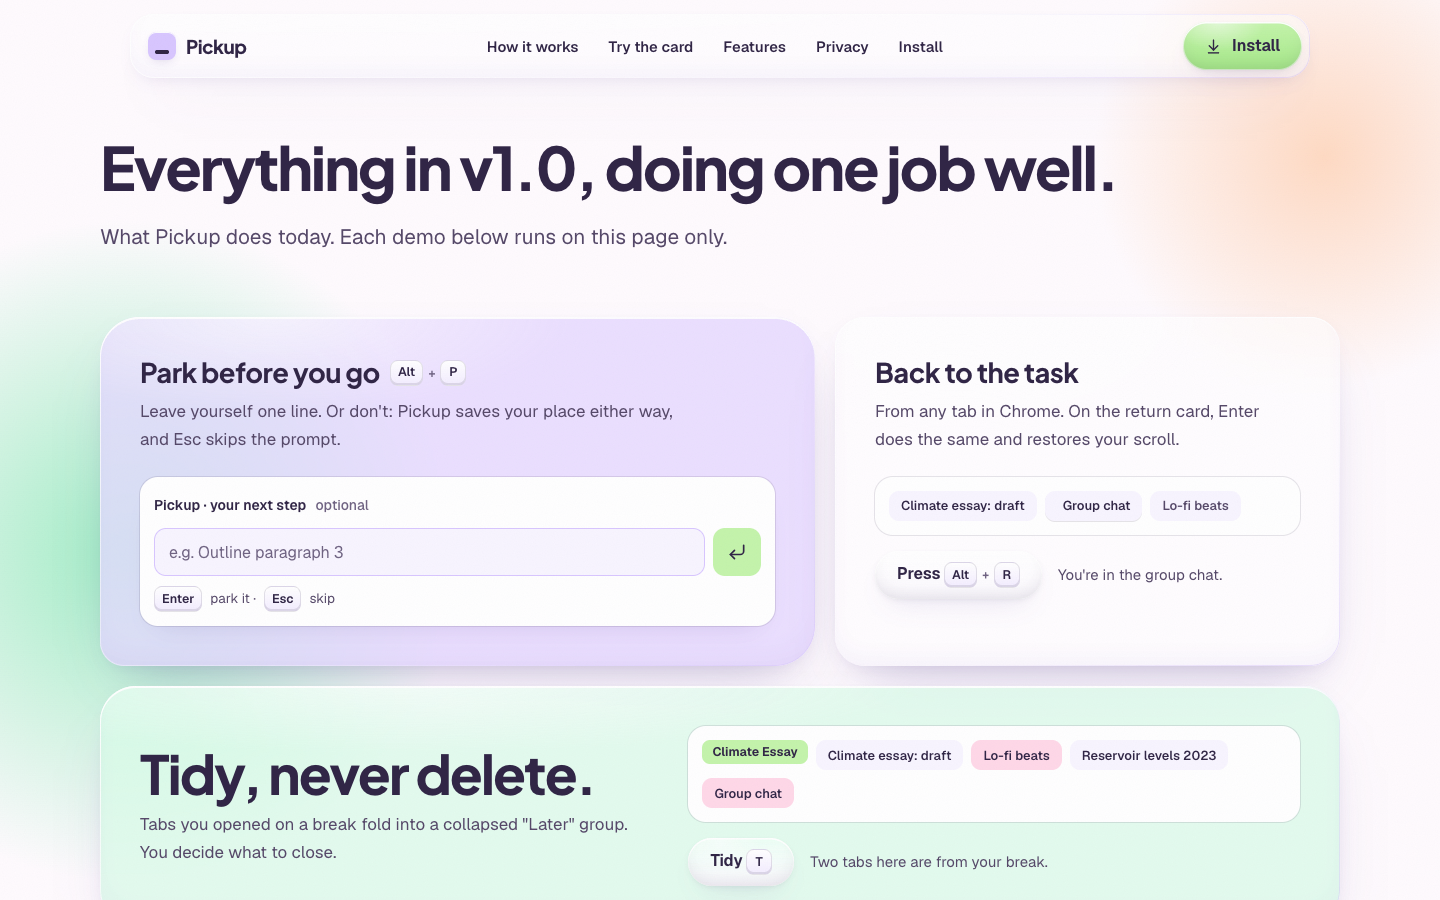 Pickup
How it works
Try the card
Features
Privacy
Install
Install
Everything in v1.0, doing one job well.
What Pickup does today. Each demo below runs on this page only.
Park before you go Alt + P
Leave yourself one line. Or don't: Pickup saves your place either way,
and Esc skips the prompt.
Pickup · your next step optional
e.g. Outline paragraph 3
Enter park it · Esc skip
Back to the task
From any tab in Chrome. On the return card, Enter
does the same and restores your scroll.
Climate essay: draft
Group chat
Lo-fi beats
Press Alt + R
You're in the group chat.
Tidy, never delete.
Tabs you opened on a break fold into a collapsed "Later" group.
You decide what to close.
Climate Essay
Climate essay: draft
Lo-fi beats
Reservoir levels 2023
Group chat
Tidy T
Two tabs here are from your break.